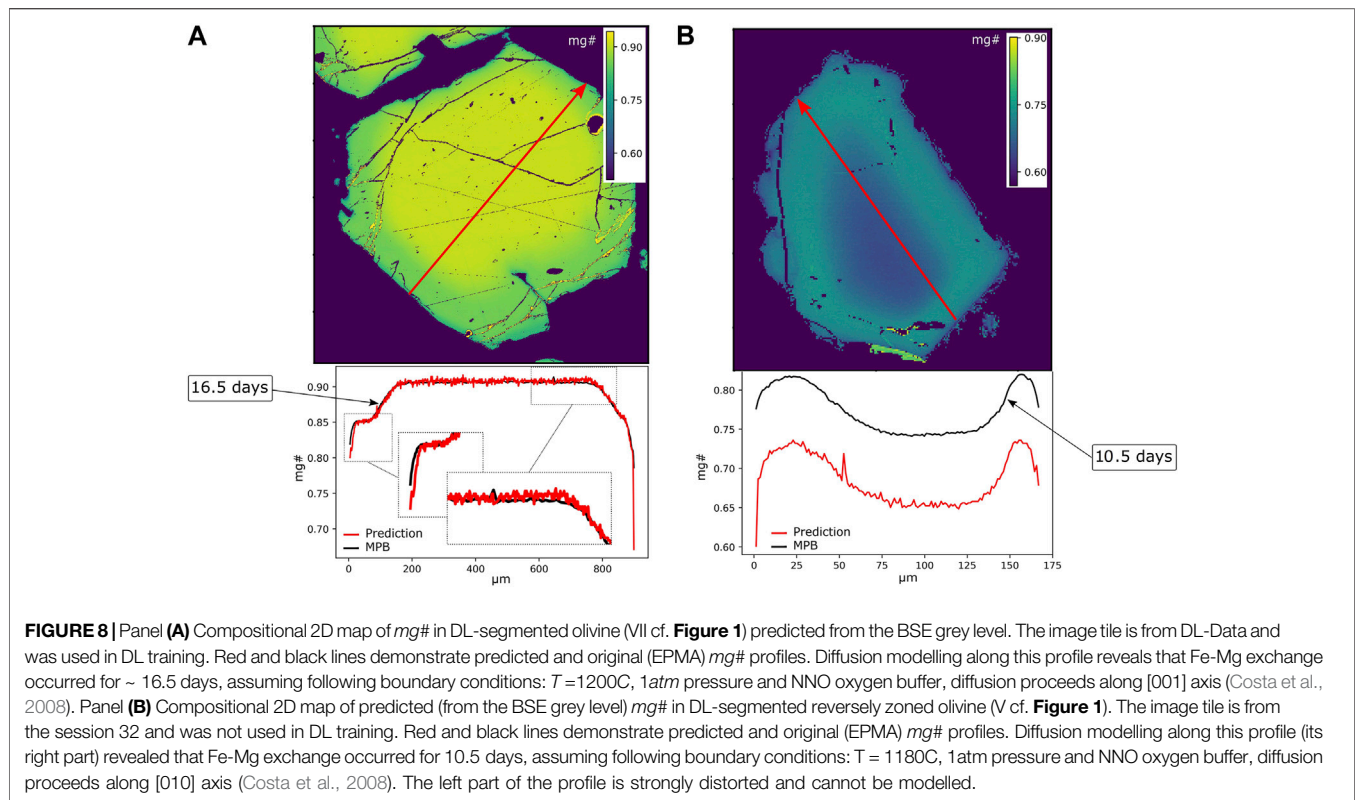 A
mg#
0.90
0.75
0.60
B
mg#
0.90
0.75
0.60
16.5 days
0.90
0.85
0.80
0.75
0.70
mg#
Prediction
MPB
0
200
400
600
800
µm
0.80
0.75
0.70
0.65
0.60
mg#
Prediction
MPB
0
25
50
75
100
125
150
175
µm
10.5 days
FIGURE 8 | Panel (A) Compositional 2D map of mg# in DL-segmented olivine (VII cf. Figure 1) predicted from the BSE grey level. The image tile is from DL-Data and
was used in DL training. Red and black lines demonstrate predicted and original (EPMA) mg# profiles. Diffusion modelling along this profile reveals that Fe-Mg exchange
occurred for ~ 16.5 days, assuming following boundary conditions: T =1200C, 1atm pressure and NNO oxygen buffer, diffusion proceeds along [001] axis (Costa et al.,
2008). Panel (B) Compositional 2D map of predicted (from the BSE grey level) mg# in DL-segmented reversely zoned olivine (V cf. Figure 1). The image tile is from
the session 32 and was not used in DL training. Red and black lines demonstrate predicted and original (EPMA) mg# profiles. Diffusion modelling along this profile (its
right part) revealed that Fe-Mg exchange occurred for 10.5 days, assuming following boundary conditions: T = 1180C, 1atm pressure and NNO oxygen buffer, diffusion
proceeds along [010] axis (Costa et al., 2008). The left part of the profile is strongly distorted and cannot be modelled.